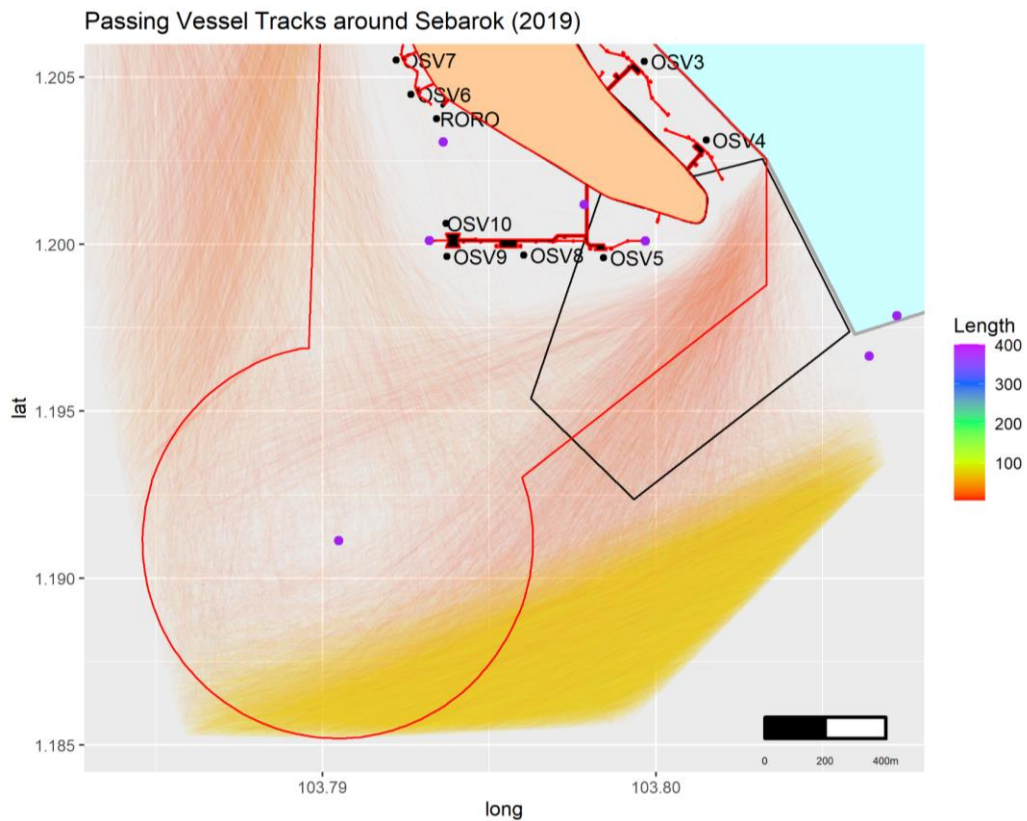 Passing Vessel Tracks around Sebarok (2019)
OSV7
OSV3
1.205
OSV6
RORO
OSV4
OSV10
1.200
OSV9
OSV8
OSV5
Length
400
300
200
100
1.195
lat
1.190
1.185
0 200 400m
103.79 103.80
long